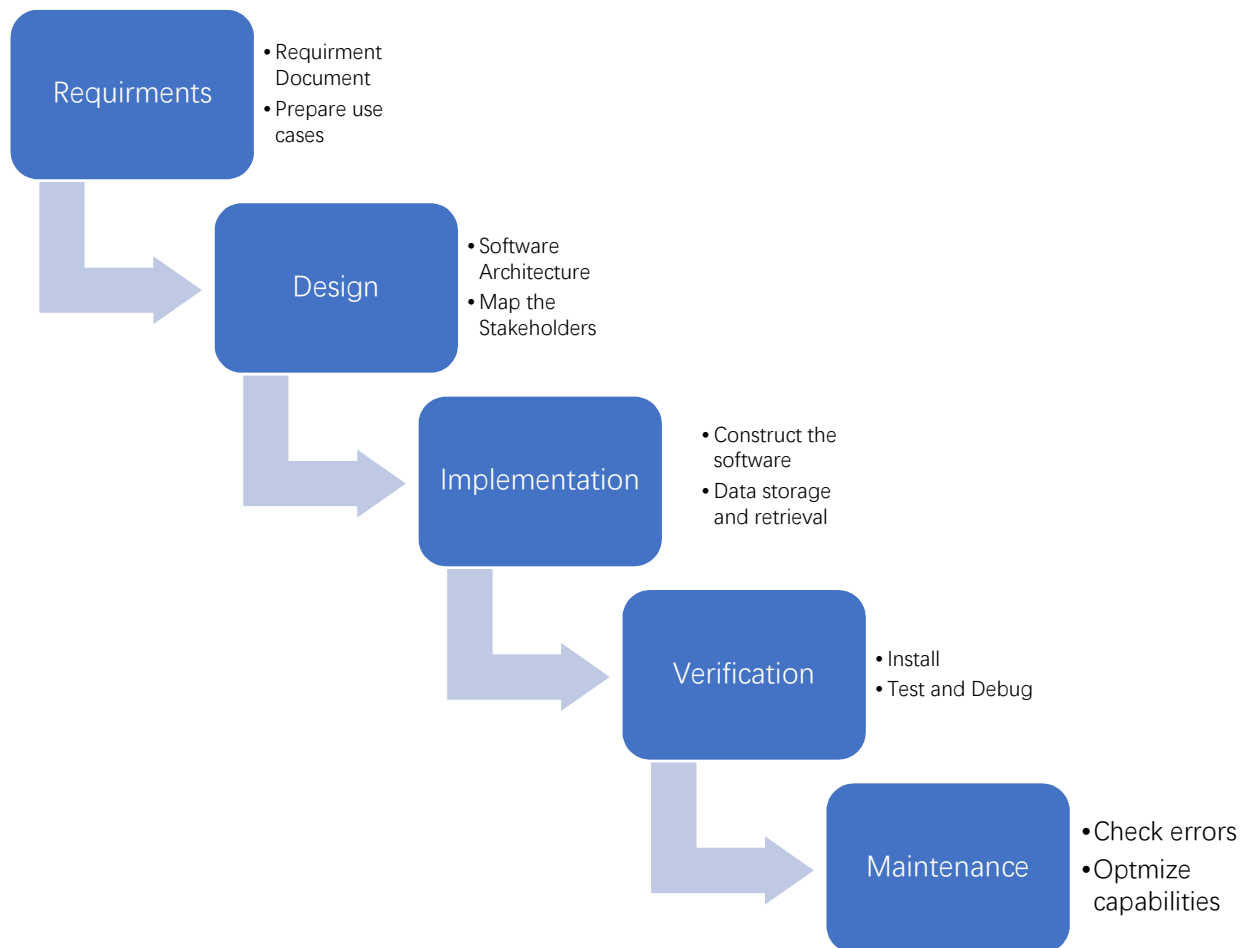 Requirments
• Requirment
Document
• Prepare use
cases
Design
• Software
Architecture
• Map the
Stakeholders
Implementation
• Construct the
software
• Data storage
and retrieval
Verification
• Install
• Test and Debug
Maintenance
• Check errors
• Optmize
capabilities